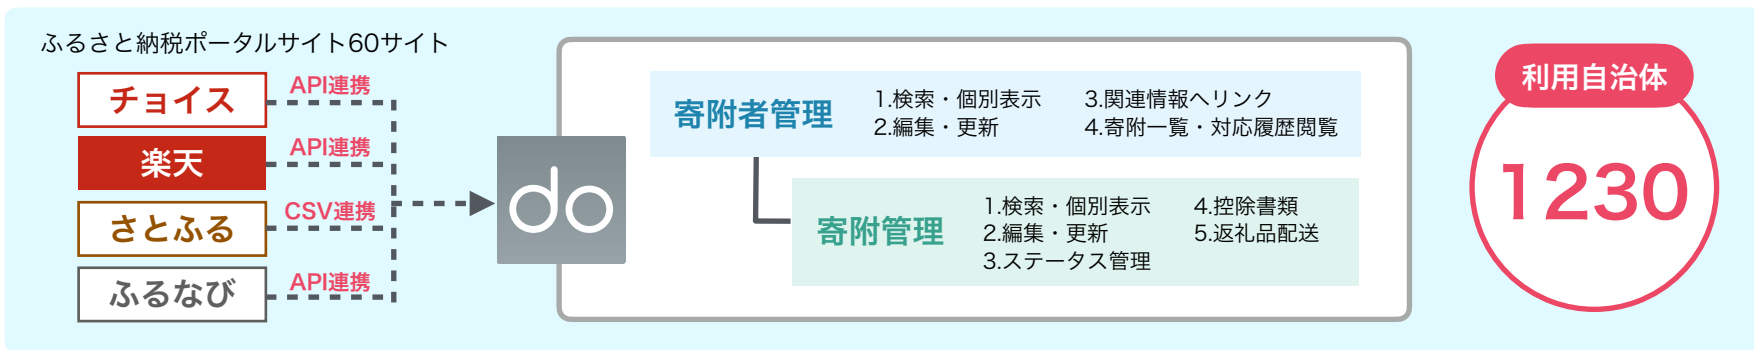 ふるさと納税ポータルサイト60サイト
チョイス
API連携
楽天
API連携
さとふる
CSV連携
ふるなび
API連携
do
寄附者管理
1.検索・個別表示
2.編集・更新
3.関連情報へリンク
4.寄附一覧・対応履歴閲覧
寄附管理
1.検索・個別表示
2.編集・更新
3.ステータス管理
4.控除書類
5.返礼品配送
利用自治体
1230